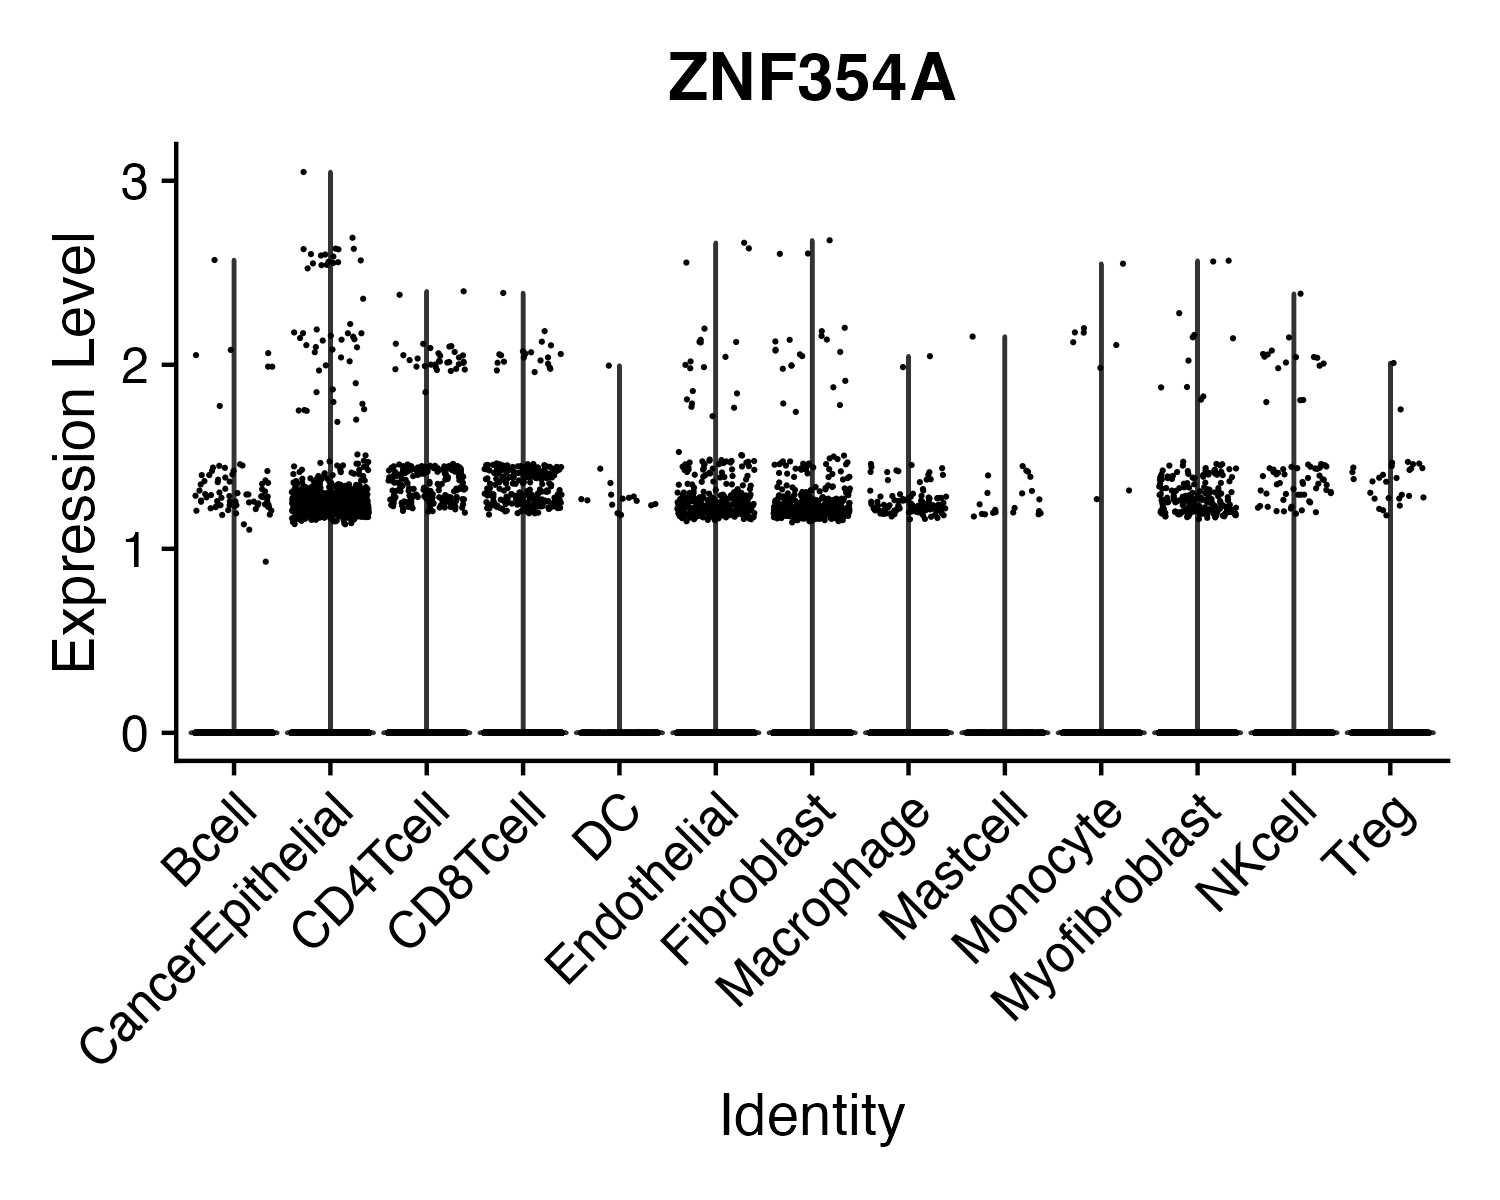 ZNF354A
Expression Level
3
2
1
0
Bcell
CancerEpithelial
CD4Tcell
CD8Tcell
DC
Endothelial
Fibroblast
Macrophage
Mastcell
Monocyte
Myofibroblast
NKcell
Treg
Identity